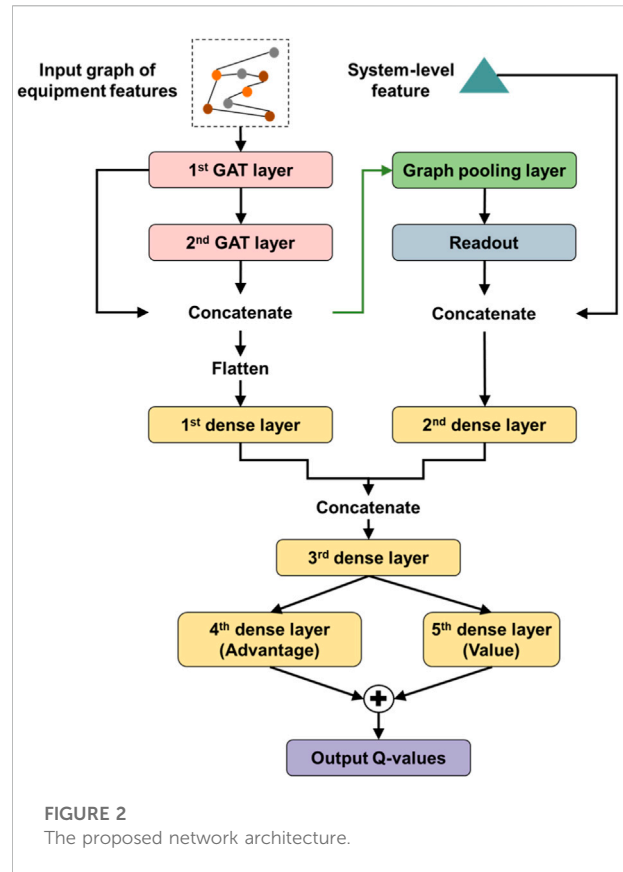 Input graph of
equipment features
System-level
feature
1st GAT layer
Graph pooling layer
2nd GAT layer
Readout
Concatenate
Concatenate
Flatten
1st dense layer
2nd dense layer
Concatenate
3rd dense layer
4th dense layer
(Advantage)
5th dense layer
(Value)
+
Output Q-values
FIGURE 2
The proposed network architecture.